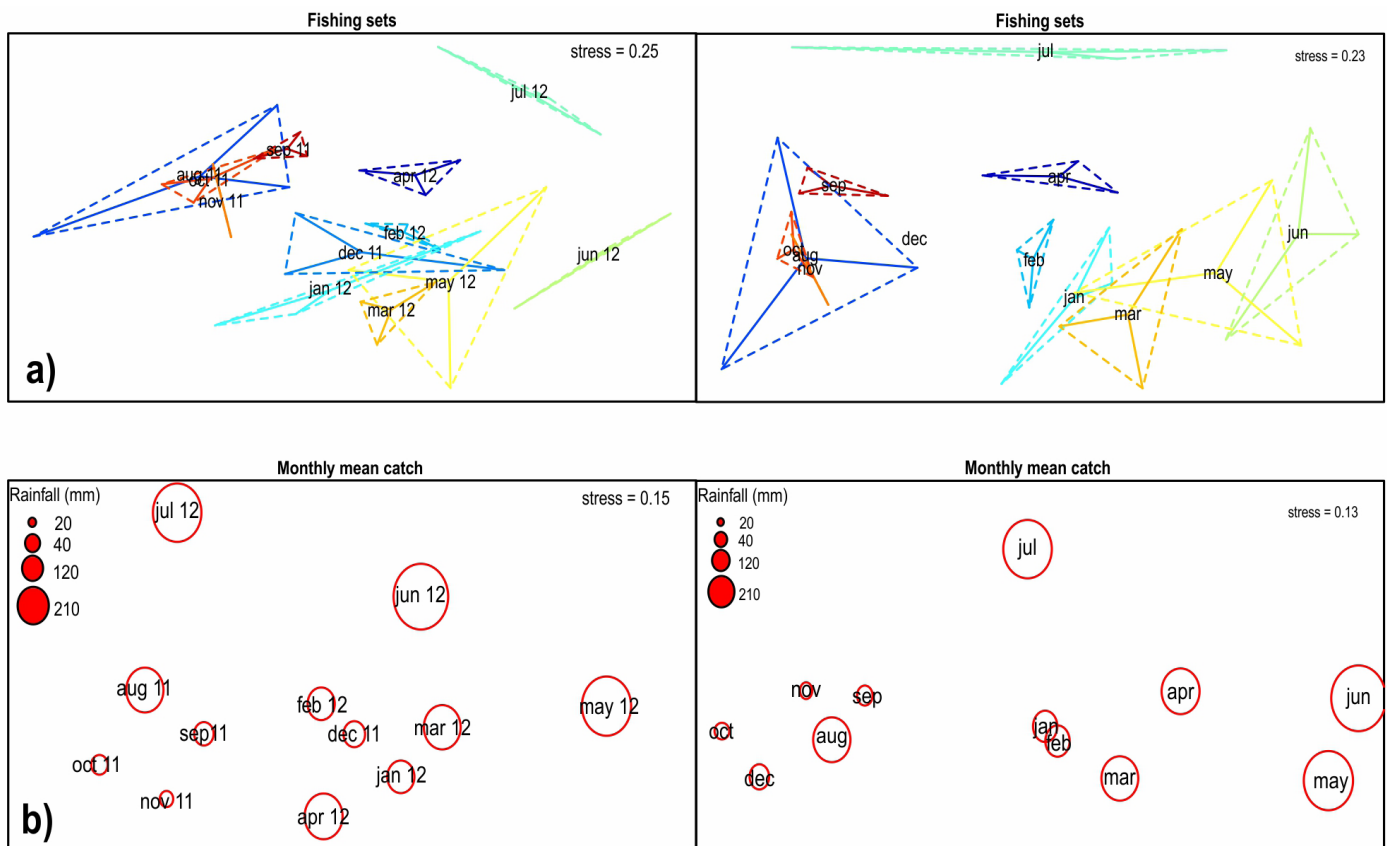 Fishing sets
stress = 0.25
jul 12
sep 11
aug 11
oct 11
nov 11
apr 12
feb 12
dec 11
jun 12
jan 12
may 12
mar 12
a)
Fishing sets
stress = 0.23
jul
sep
apr
dec
jun
oct
aug
nov
feb
may
jan
mar
Monthly mean catch
Rainfall (mm)
20
40
120
210
stress = 0.15
jul 12
jun 12
aug 11
feb 12
may 12
sep11
dec 11
mar 12
oct 11
jan 12
nov 11
apr 12
b)
Monthly mean catch
Rainfall (mm)
20
40
120
210
stress = 0.13
jul
nov
sep
apr
jun
oct
aug
jan
feb
dec
mar
may